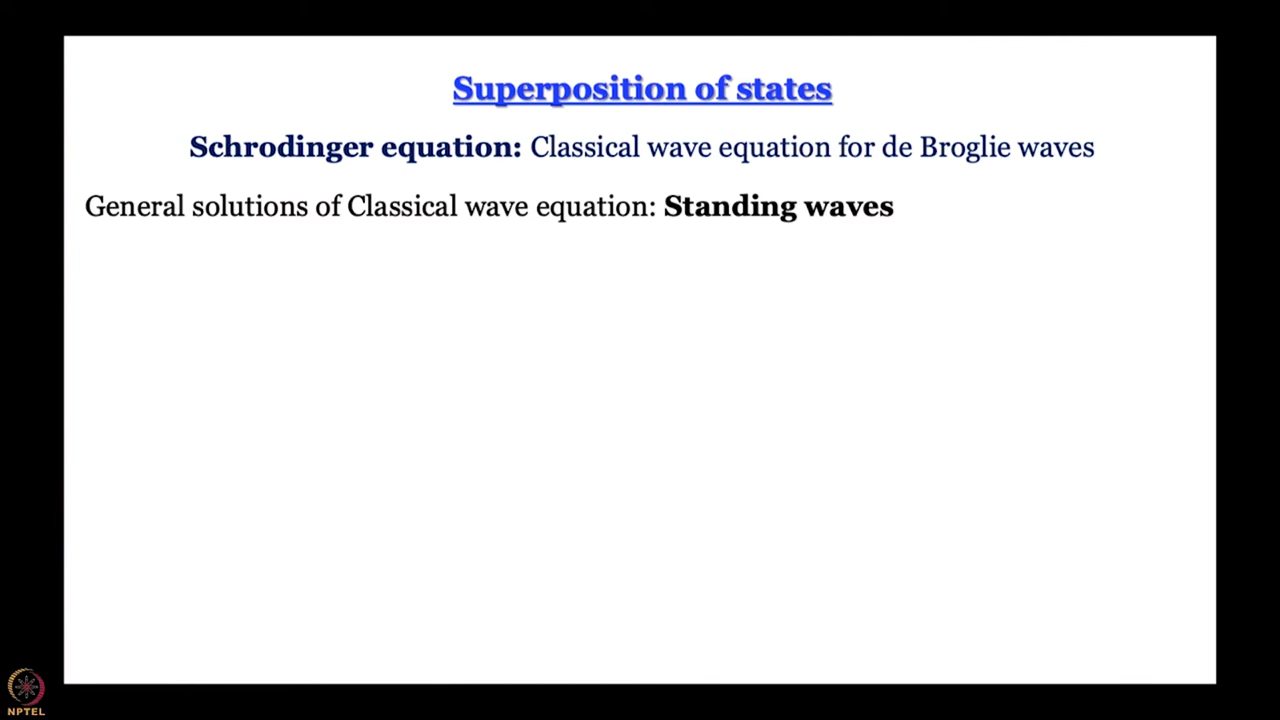 Superposition of states
Schrodinger equation: Classical wave equation for de Broglie waves
General solutions of Classical wave equation: Standing waves
NPTEL